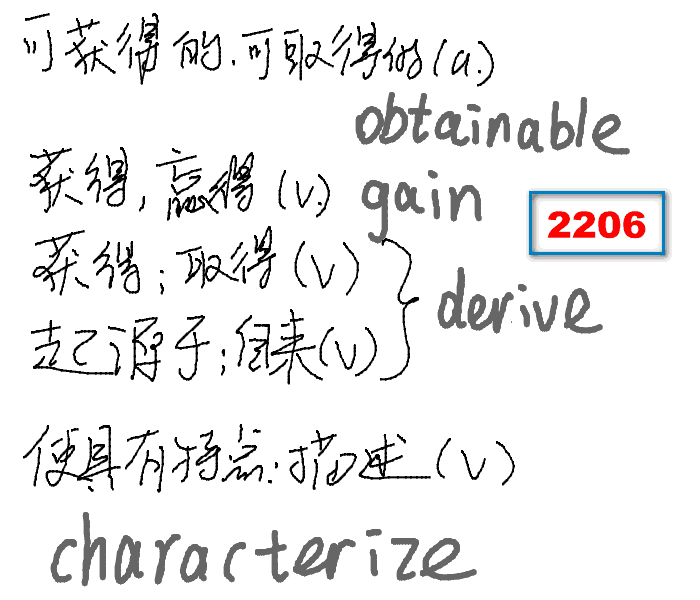 可获得的.可取得的(a.)
obtainable
获得,赢得(v.) gain
2206
获得;取得(v)
derive
起源于;自来(v)
使具有特点.描述(v)
characterize